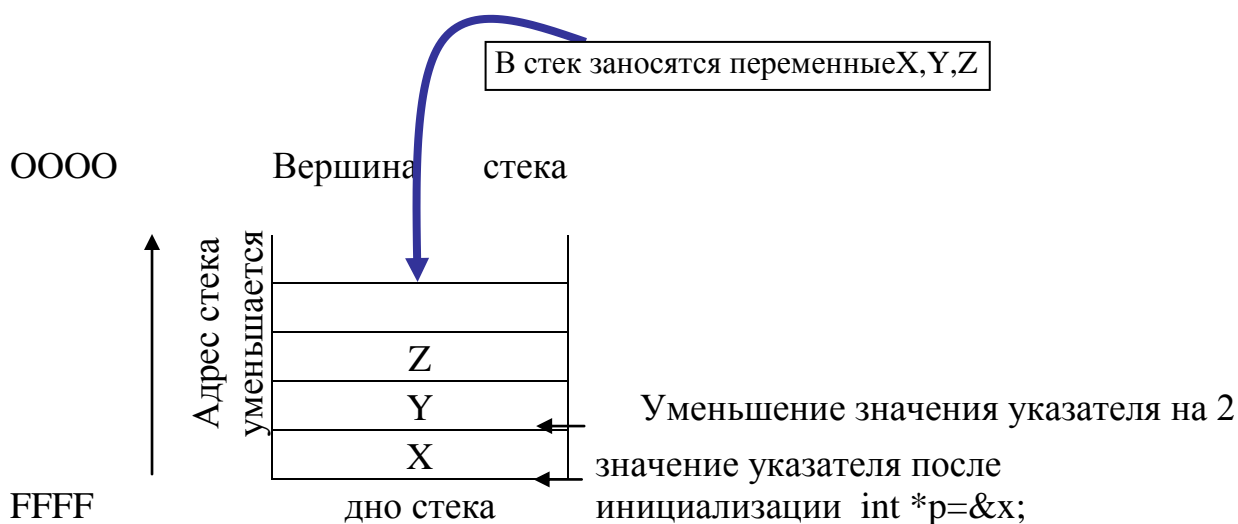 В стек заносятся переменныеX,Y,Z
OOOO
Вершина стека
Адрес стека
уменьшается
Z
Y
Уменьшение значения указателя на 2
X
значение указателя после
инициализации int *p=&x;
FFFF
дно стека